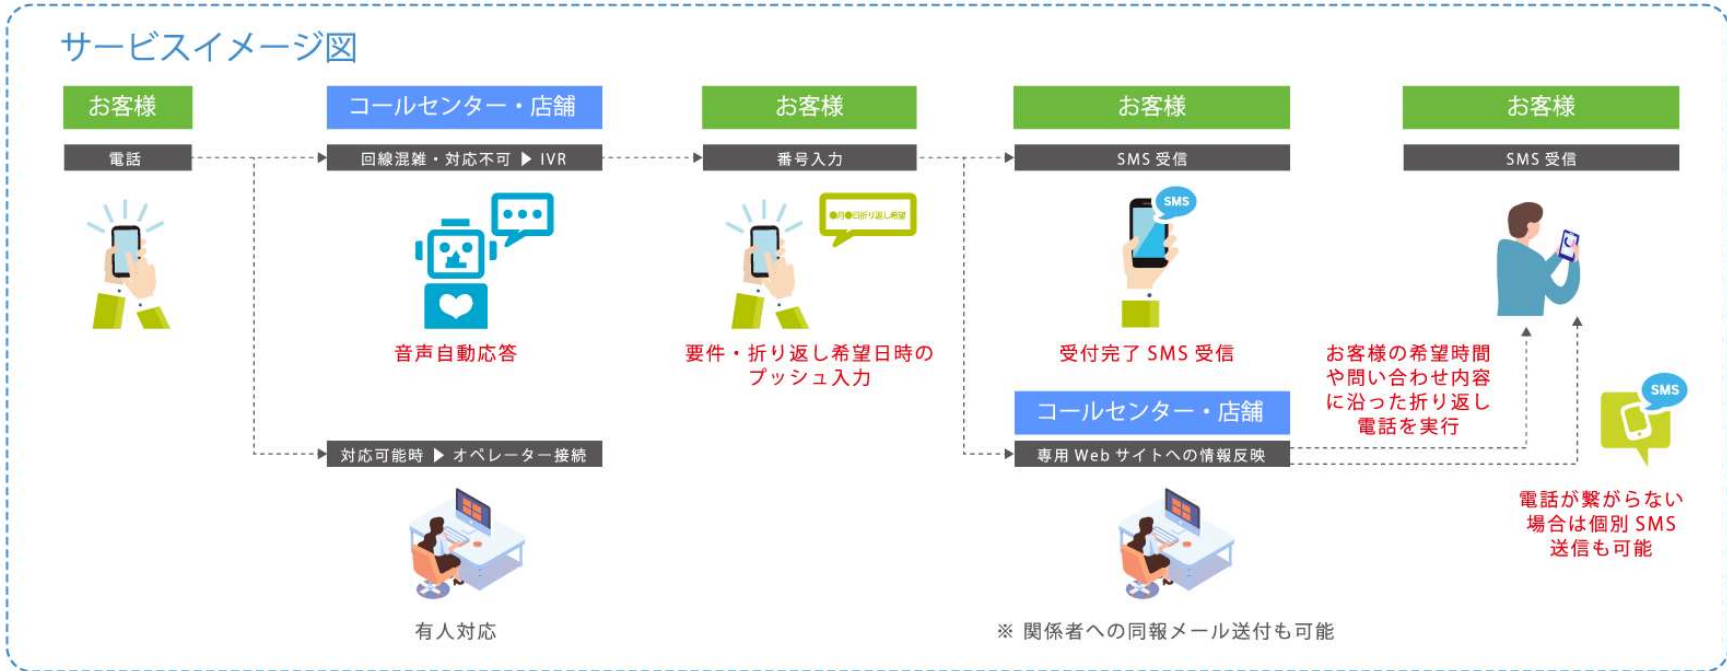 サービスイメージ図
お客様
電話
コールセンター・店舗
回線混雑・対応不可 ▶ IVR
音声自動応答
対応可能時 ▶ オペレーター接続
有人対応
お客様
番号入力
●月●日折り返し希望
要件・折り返し希望日時の
プッシュ入力
お客様
SMS 受信
SMS
受付完了 SMS 受信
コールセンター・店舗
専用 Web サイトへの情報反映
※ 関係者への同報メール送付も可能
お客様
SMS 受信
お客様の希望時間
や問い合わせ内容
に沿った折り返し
電話を実行
SMS
電話が繋がらない
場合は個別 SMS
送信も可能